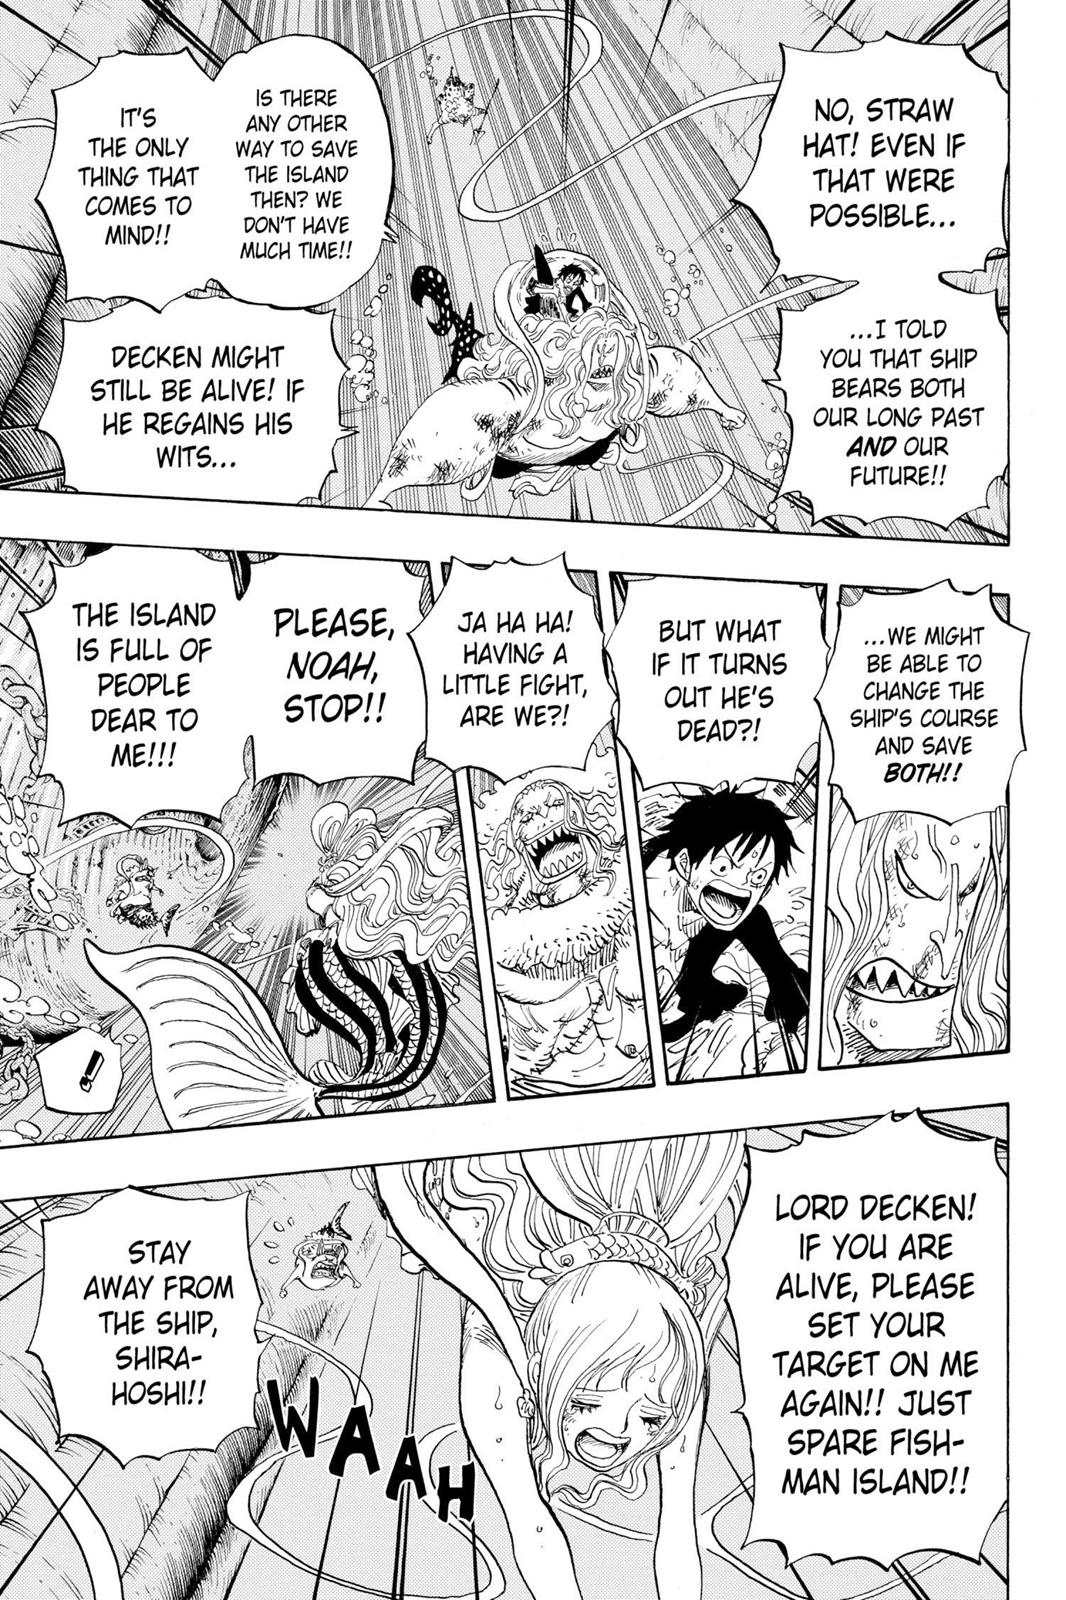 NO, STRAW
HAT! EVEN IF
THAT WERE
POSSIBLE...
...I TOLD
YOU THAT SHIP
BEARS BOTH
OUR LONG PAST
AND OUR
FUTURE!!
IS THERE
ANY OTHER
WAY TO SAVE
THE ISLAND
THEN? WE
DON'T HAVE
MUCH TIME!!
IT'S
THE ONLY
THING THAT
COMES TO
MIND!!
DECKEN MIGHT
STILL BE ALIVE! IF
HE REGAINS HIS
WITS...
...WE MIGHT
BE ABLE TO
CHANGE THE
SHIP'S COURSE
AND SAVE
BOTH!!
BUT WHAT
IF IT TURNS
OUT HE'S
DEAD?!
JA HA HA!
HAVING A
LITTLE FIGHT,
ARE WE?!
PLEASE,
NOAH,
STOP!!
THE ISLAND
IS FULL OF
PEOPLE
DEAR TO
ME!!!
!
LORD DECKEN!
IF YOU ARE
ALIVE, PLEASE
SET YOUR
TARGET ON ME
AGAIN!! JUST
SPARE FISH-
MAN ISLAND!!
WAAAH
STAY
AWAY FROM
THE SHIP,
SHIRA-
HOSHI!!